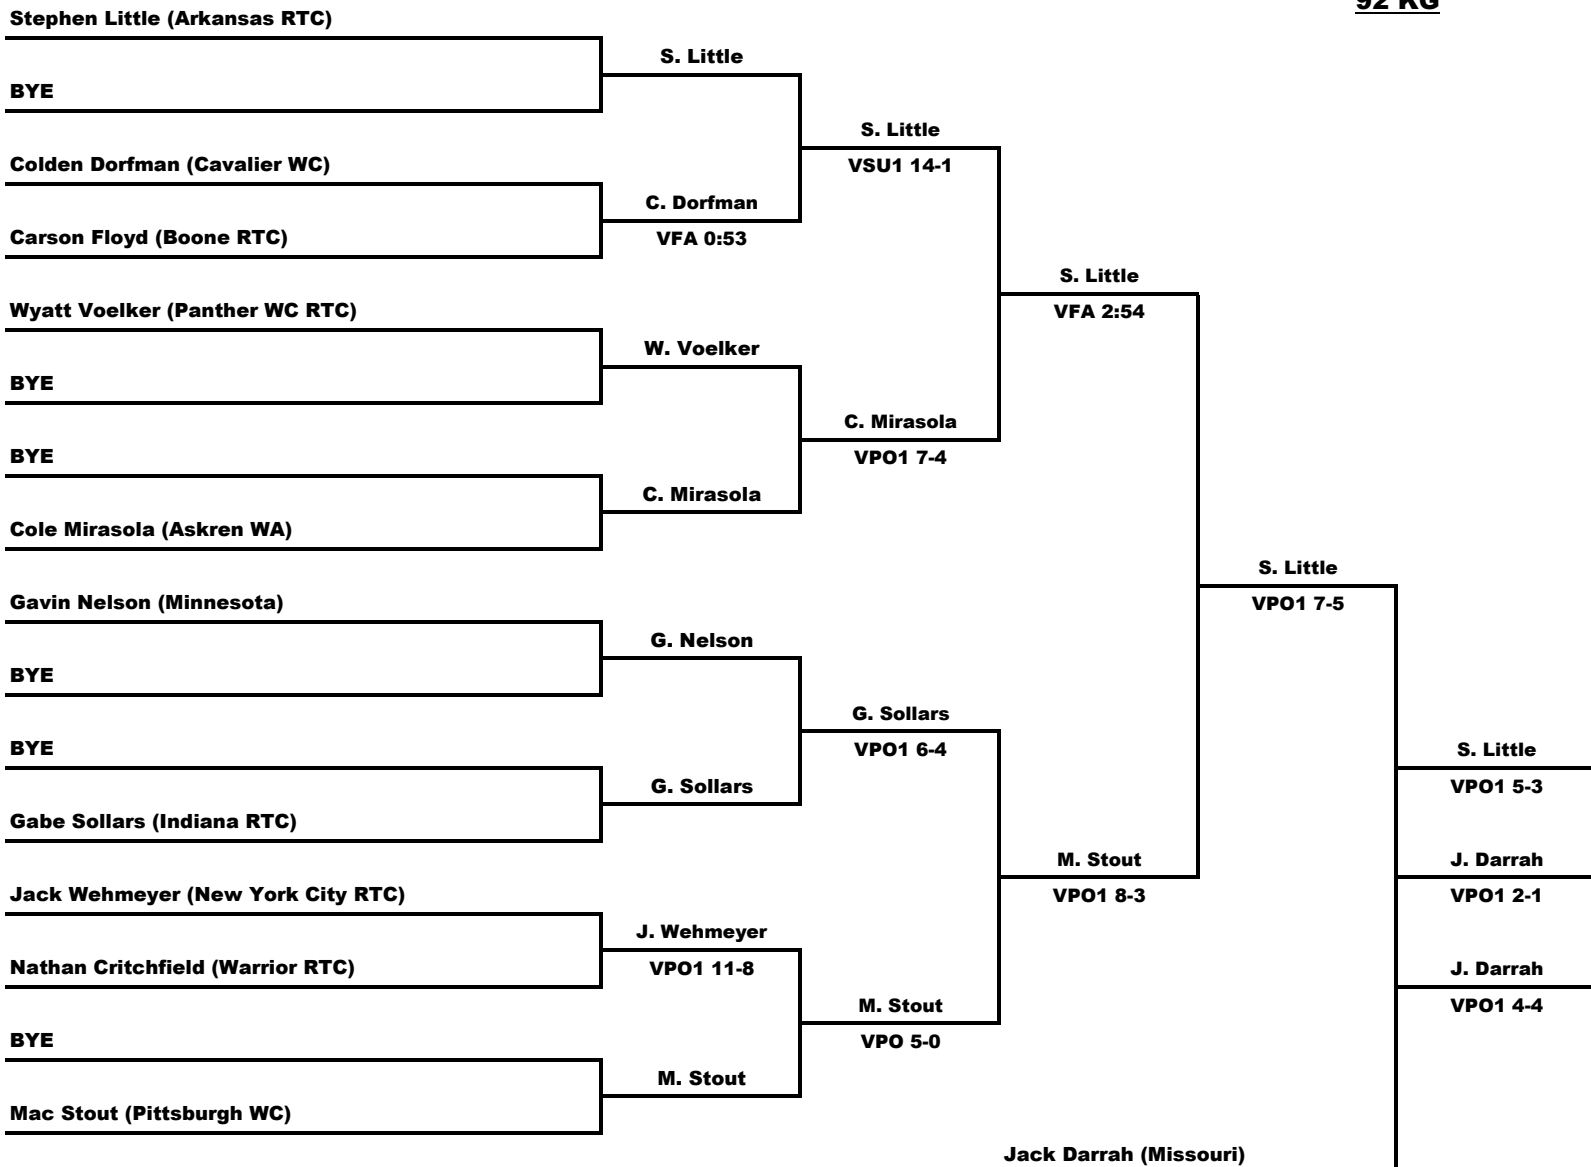 92 KG
Stephen Little (Arkansas RTC)
S. Little
BYE
S. Little
VSU1 14-1
Colden Dorfman (Cavalier WC)
C. Dorfman
VFA 0:53
Carson Floyd (Boone RTC)
S. Little
VFA 2:54
Wyatt Voelker (Panther WC RTC)
W. Voelker
BYE
C. Mirasola
VPO1 7-4
BYE
C. Mirasola
Cole Mirasola (Askren WA)
S. Little
VPO1 7-5
Gavin Nelson (Minnesota)
G. Nelson
BYE
G. Sollars
VPO1 6-4
BYE
G. Sollars
Gabe Sollars (Indiana RTC)
S. Little
VPO1 5-3
M. Stout
VPO1 8-3
J. Darrah
VPO1 2-1
Jack Wehmeyer (New York City RTC)
J. Wehmeyer
VPO1 11-8
Nathan Critchfield (Warrior RTC)
J. Darrah
VPO1 4-4
M. Stout
VPO 5-0
BYE
M. Stout
Mac Stout (Pittsburgh WC)
Jack Darrah (Missouri)